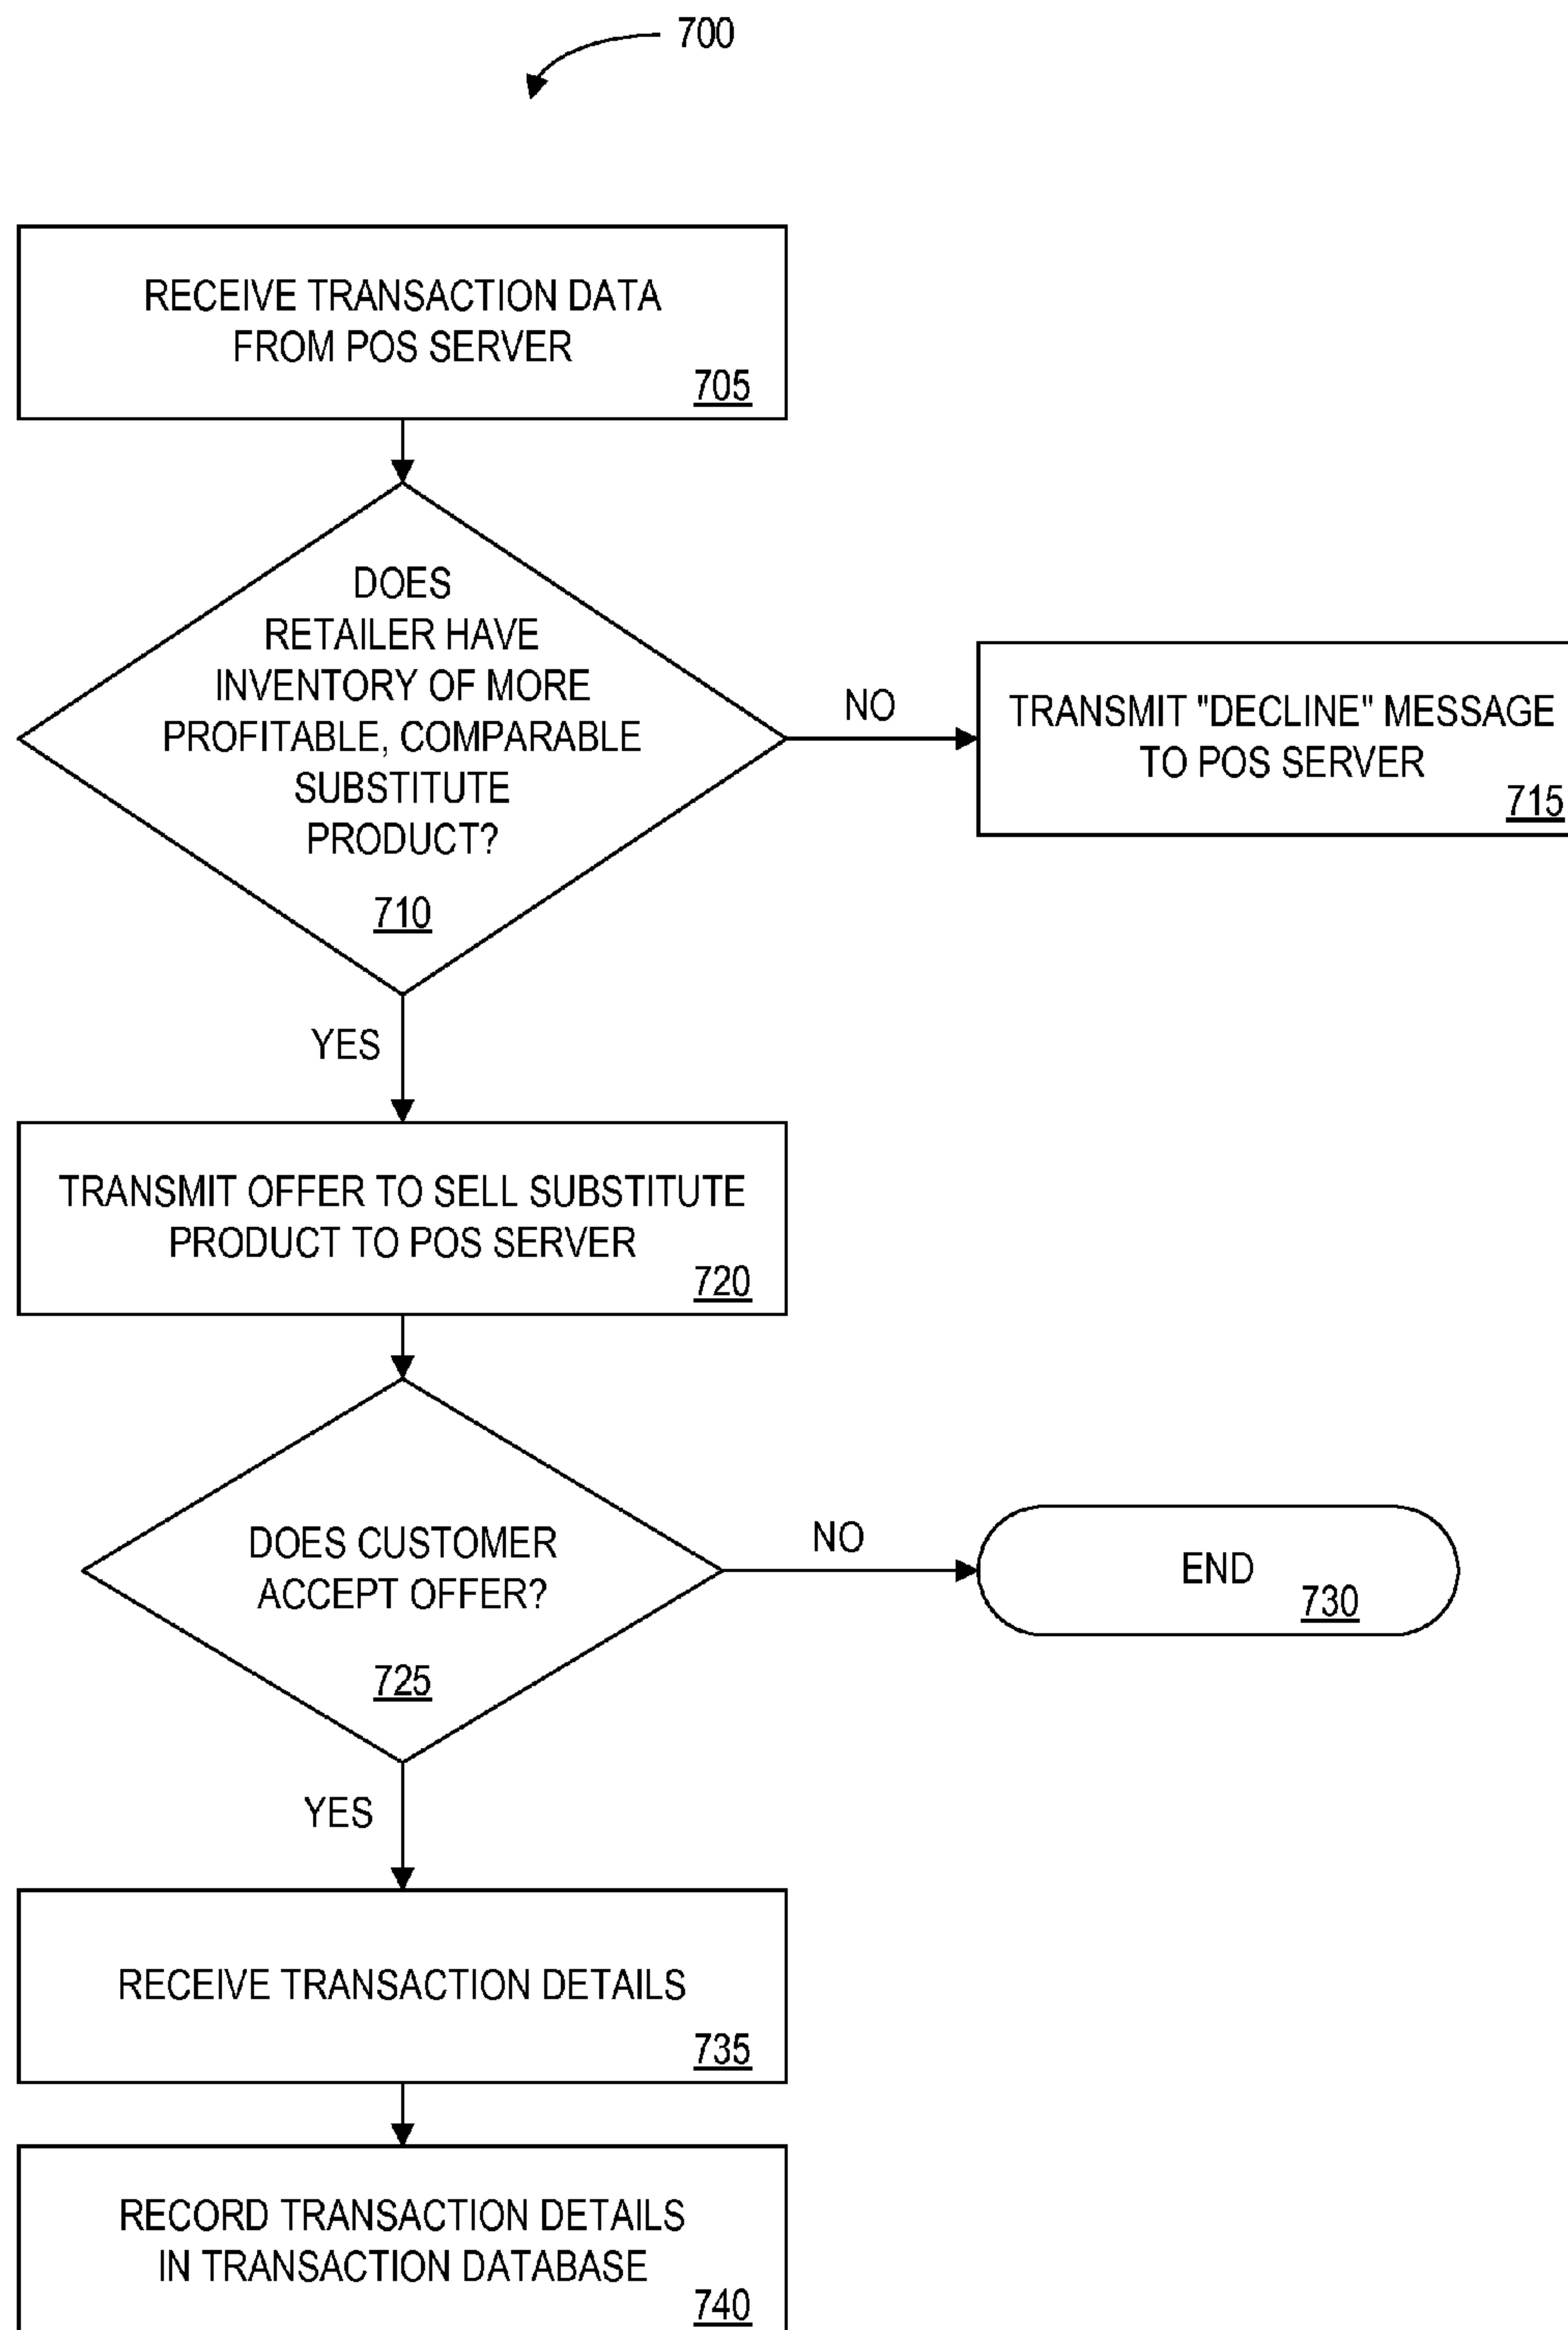 700
RECEIVE TRANSACTION DATA
FROM POS SERVER
705
DOES
RETAILER HAVE
INVENTORY OF MORE
PROFITABLE, COMPARABLE
SUBSTITUTE
PRODUCT?
710
NO
TRANSMIT "DECLINE" MESSAGE
TO POS SERVER
715
YES
TRANSMIT OFFER TO SELL SUBSTITUTE
PRODUCT TO POS SERVER
720
DOES CUSTOMER
ACCEPT OFFER?
725
NO
END
730
YES
RECEIVE TRANSACTION DETAILS
735
RECORD TRANSACTION DETAILS
IN TRANSACTION DATABASE
740